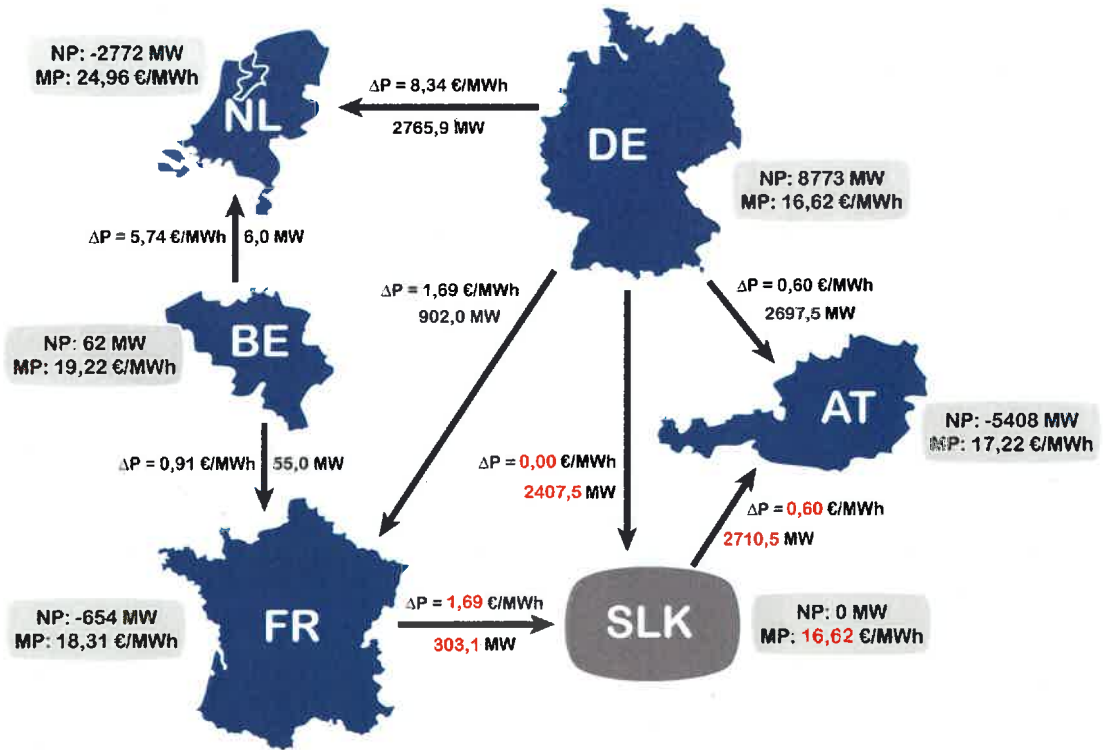 NP: -2772 MW
MP: 24,96 €/MWh
NL
ΔP = 8,34 €/MWh
2765,9 MW
DE
NP: 8773 MW
MP: 16,62 €/MWh
ΔP = 5,74 €/MWh
6,0 MW
ΔP = 1,69 €/MWh
902,0 MW
ΔP = 0,60 €/MWh
2697,5 MW
NP: 62 MW
MP: 19,22 €/MWh
BE
AT
NP: -5408 MW
MP: 17,22 €/MWh
ΔP = 0,91 €/MWh
55,0 MW
ΔP = 0,00 €/MWh
2407,5 MW
ΔP = 0,60 €/MWh
2710,5 MW
NP: -654 MW
MP: 18,31 €/MWh
FR
ΔP = 1,69 €/MWh
303,1 MW
SLK
NP: 0 MW
MP: 16,62 €/MWh